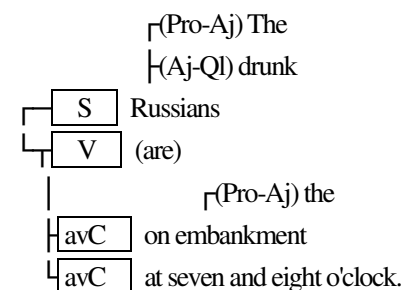 (Pro-Aj) The
(Aj-Ql) drunk
S Russians
V (are)
(Pro-Aj) the
avC on embankment
avC at seven and eight o'clock.